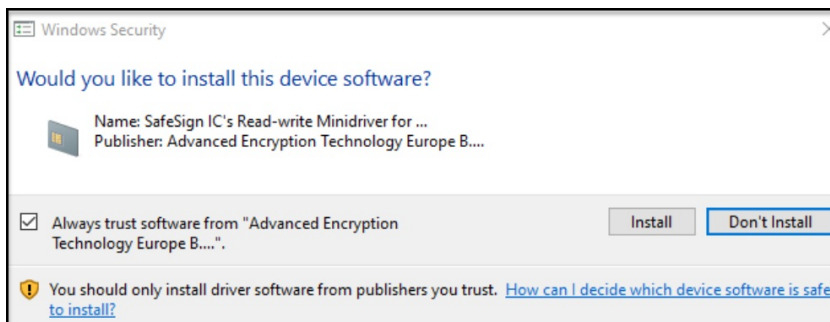 Windows Security
Would you like to install this device software?
Name: SafeSign IC's Read-write Minidriver for ...
Publisher: Advanced Encryption Technology Europe B....
Always trust software from "Advanced Encryption
Technology Europe B....".
Install
Don't Install
You should only install driver software from publishers you trust. How can I decide which device software is safe
to install?